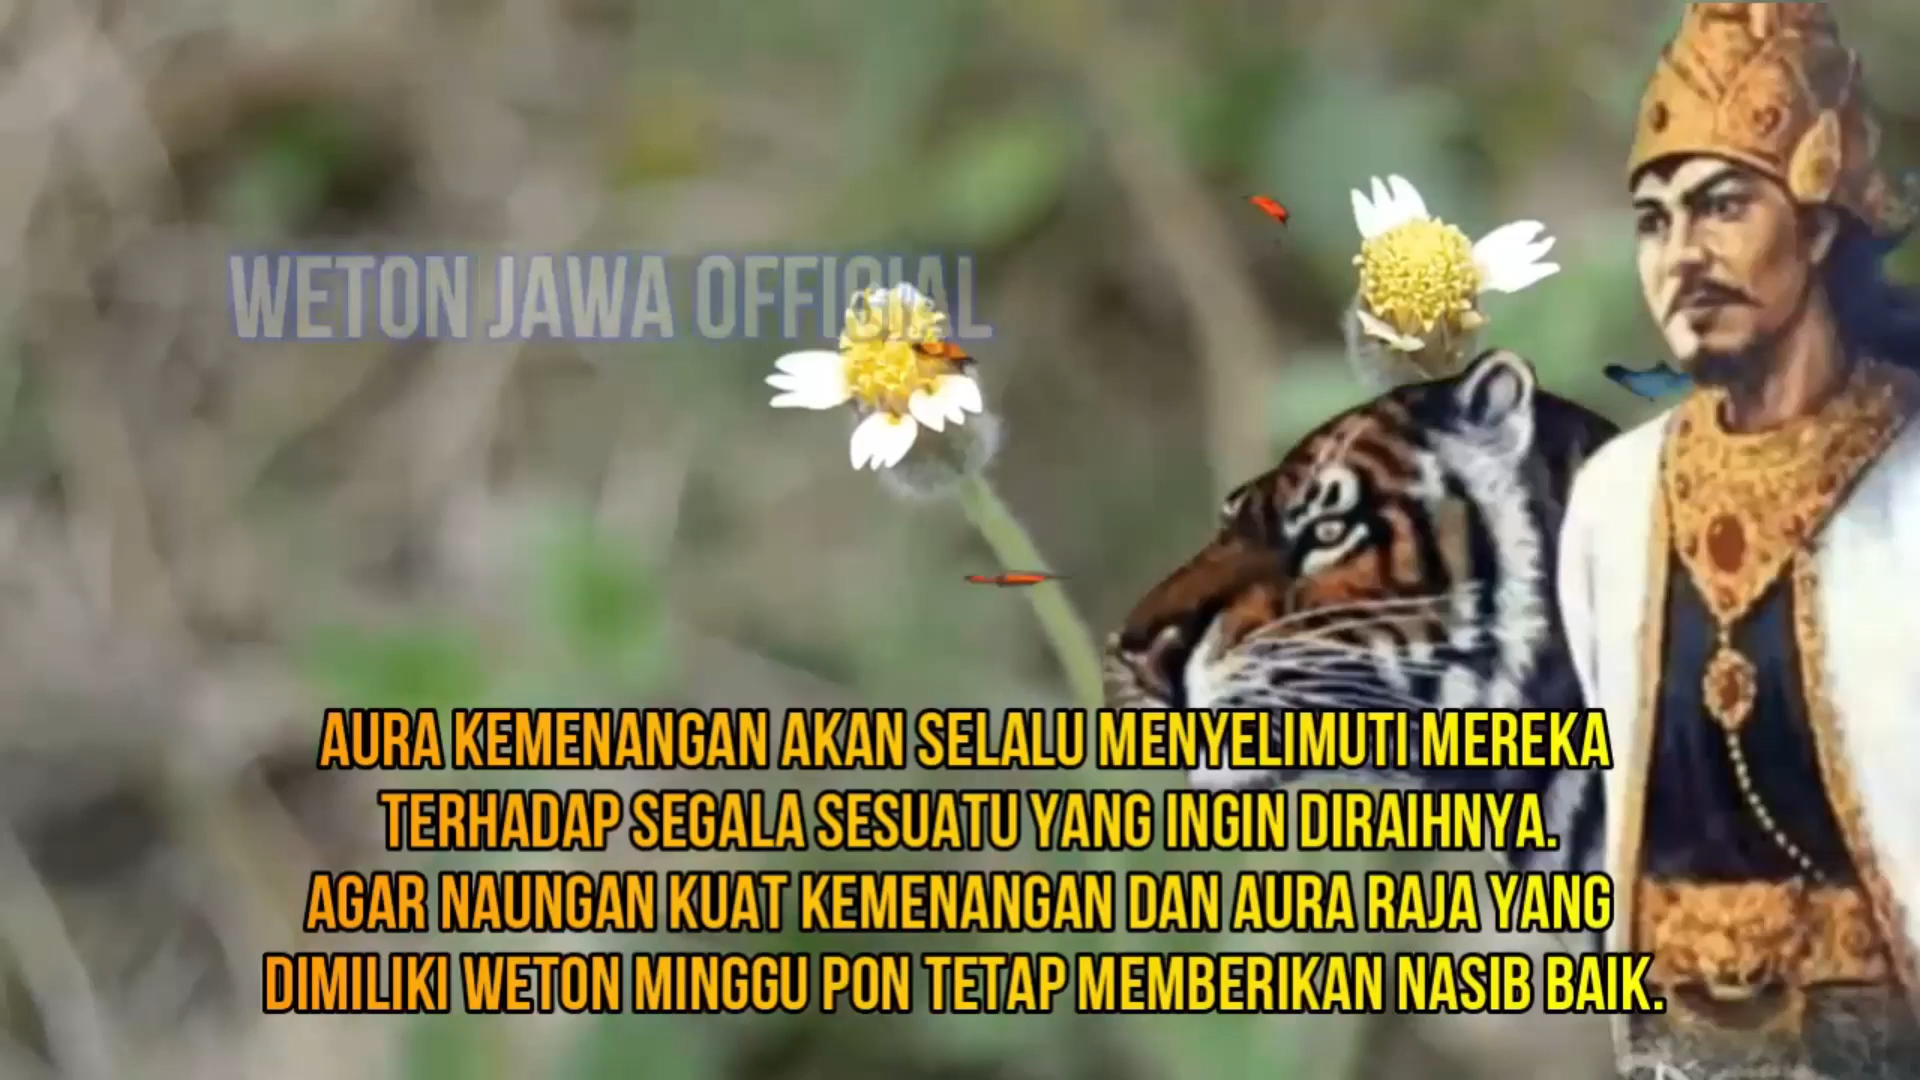 WETON JAWA OFFICIAL
AURA KEMENANGAN AKAN SELALU MENYELIMUTI MEREKA
TERHADAP SEGALA SESUATU YANG INGIN DIRAIHNYA.
AGAR NAUNGAN KUAT KEMENANGAN DAN AURA RAJA YANG
DIMILIKI WETON MINGGU PON TETAP MEMBERIKAN NASIB BAIK.